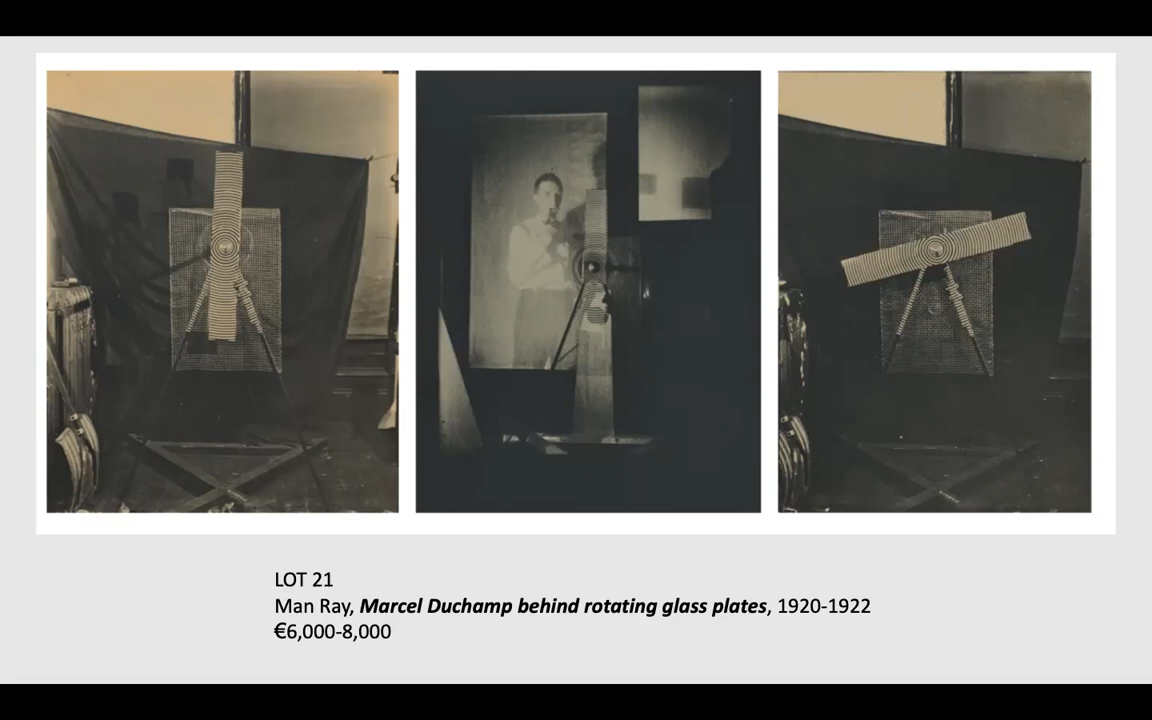 LOT 21
Man Ray, Marcel Duchamp behind rotating glass plates, 1920-1922
€6,000-8,000